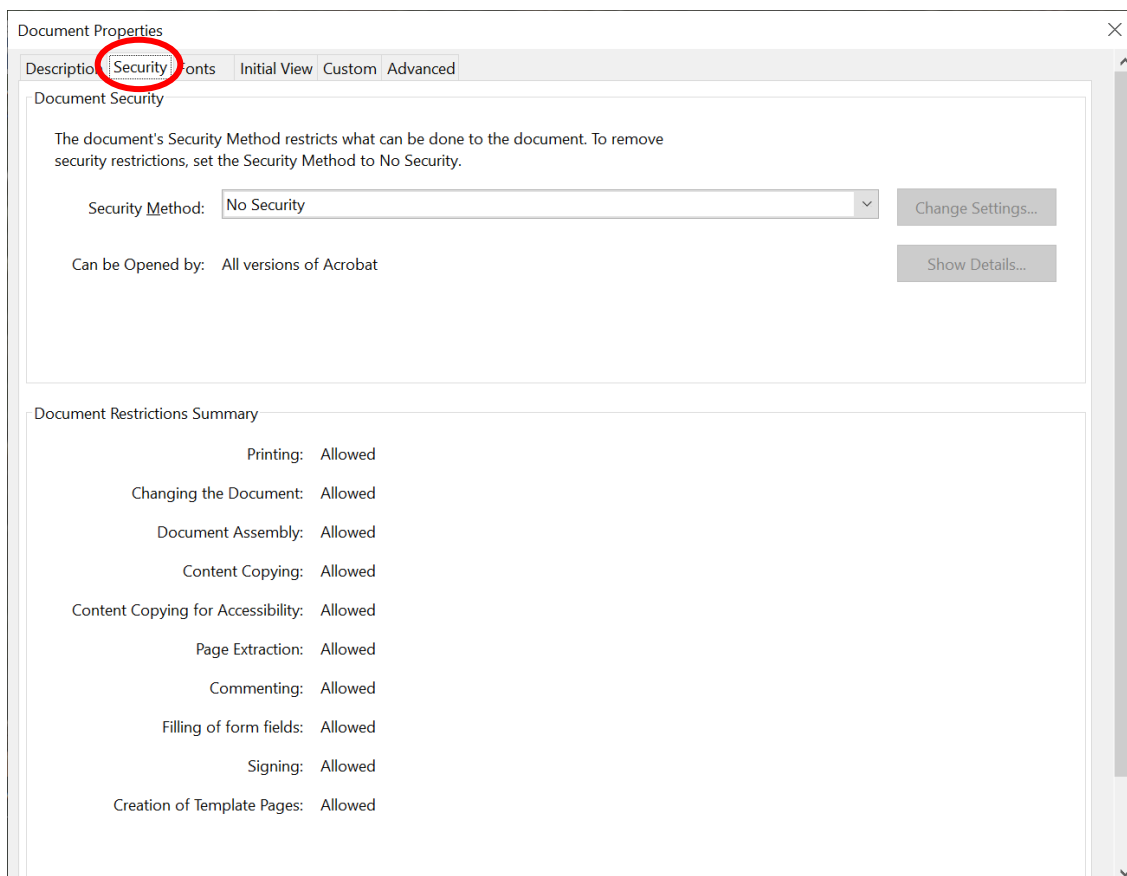 Document Properties
Description Security Fonts Initial View Custom Advanced
Document Security
The document's Security Method restricts what can be done to the document. To remove
security restrictions, set the Security Method to No Security.
Security Method: No Security Change Settings...
Can be Opened by: All versions of Acrobat Show Details...
Document Restrictions Summary
Printing: Allowed
Changing the Document: Allowed
Document Assembly: Allowed
Content Copying: Allowed
Content Copying for Accessibility: Allowed
Page Extraction: Allowed
Commenting: Allowed
Filling of form fields: Allowed
Signing: Allowed
Creation of Template Pages: Allowed